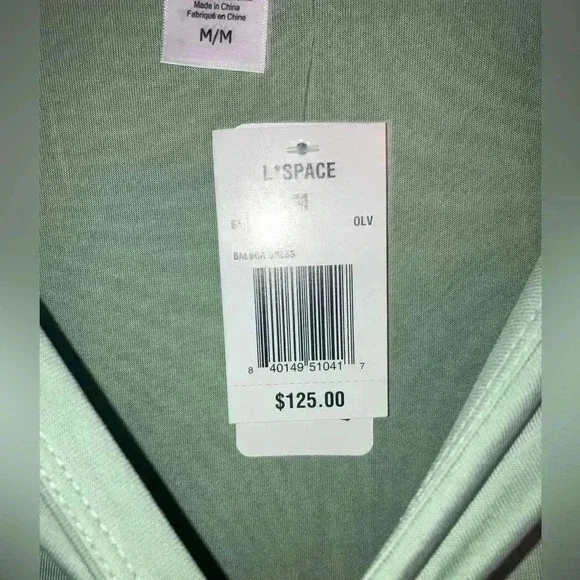 Made in China
Fabriqué en Chine
M/M
L*SPACE
M
OLV
BALBOA DRESS
8 40149 51041 7
$125.00